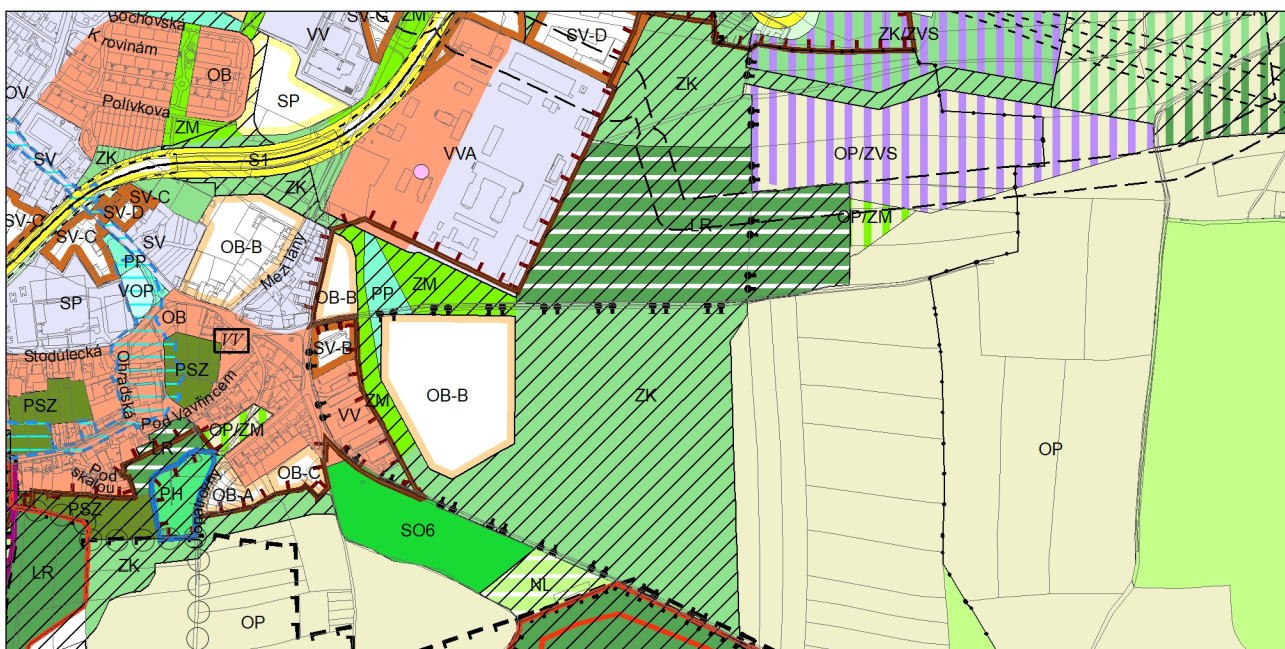 Bochovská
SV-G
ZM
VV
SV-D
ZK/ZVS
K rovinám
OB
ZK
SP
Polívkova
OV
ZM
VVA
SV
ZK
S1
OP/ZVS
ZK
SV-C
SV-D
SV-C
SV-C
SV
OB-B
Mezi lány
LR
OP/ZM
PP
VOP
OB-B
PP
ZM
SP
OB
VV
SV-B
Stodůlecká
PSZ
Ohradská
OB-B
ZK
PSZ
ZM
VV
Pod Vavřincem
OP/ZM
OP
ZLR
Pod skalou
OB-C
PH
OB-A
PSZ
SO6
LR
ZK
NL
OP